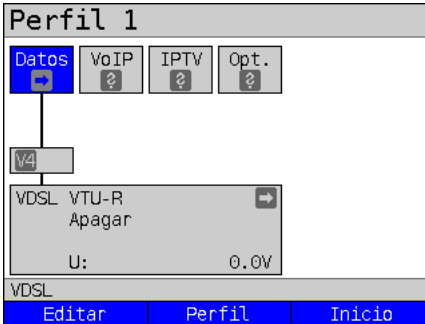 Perfil 1
Datos VoIP IPTV Opt.
? ? ?
V4
VDSL VTU-R
Apagar
U: 0.0V
VDSL
Editar Perfil Inicio